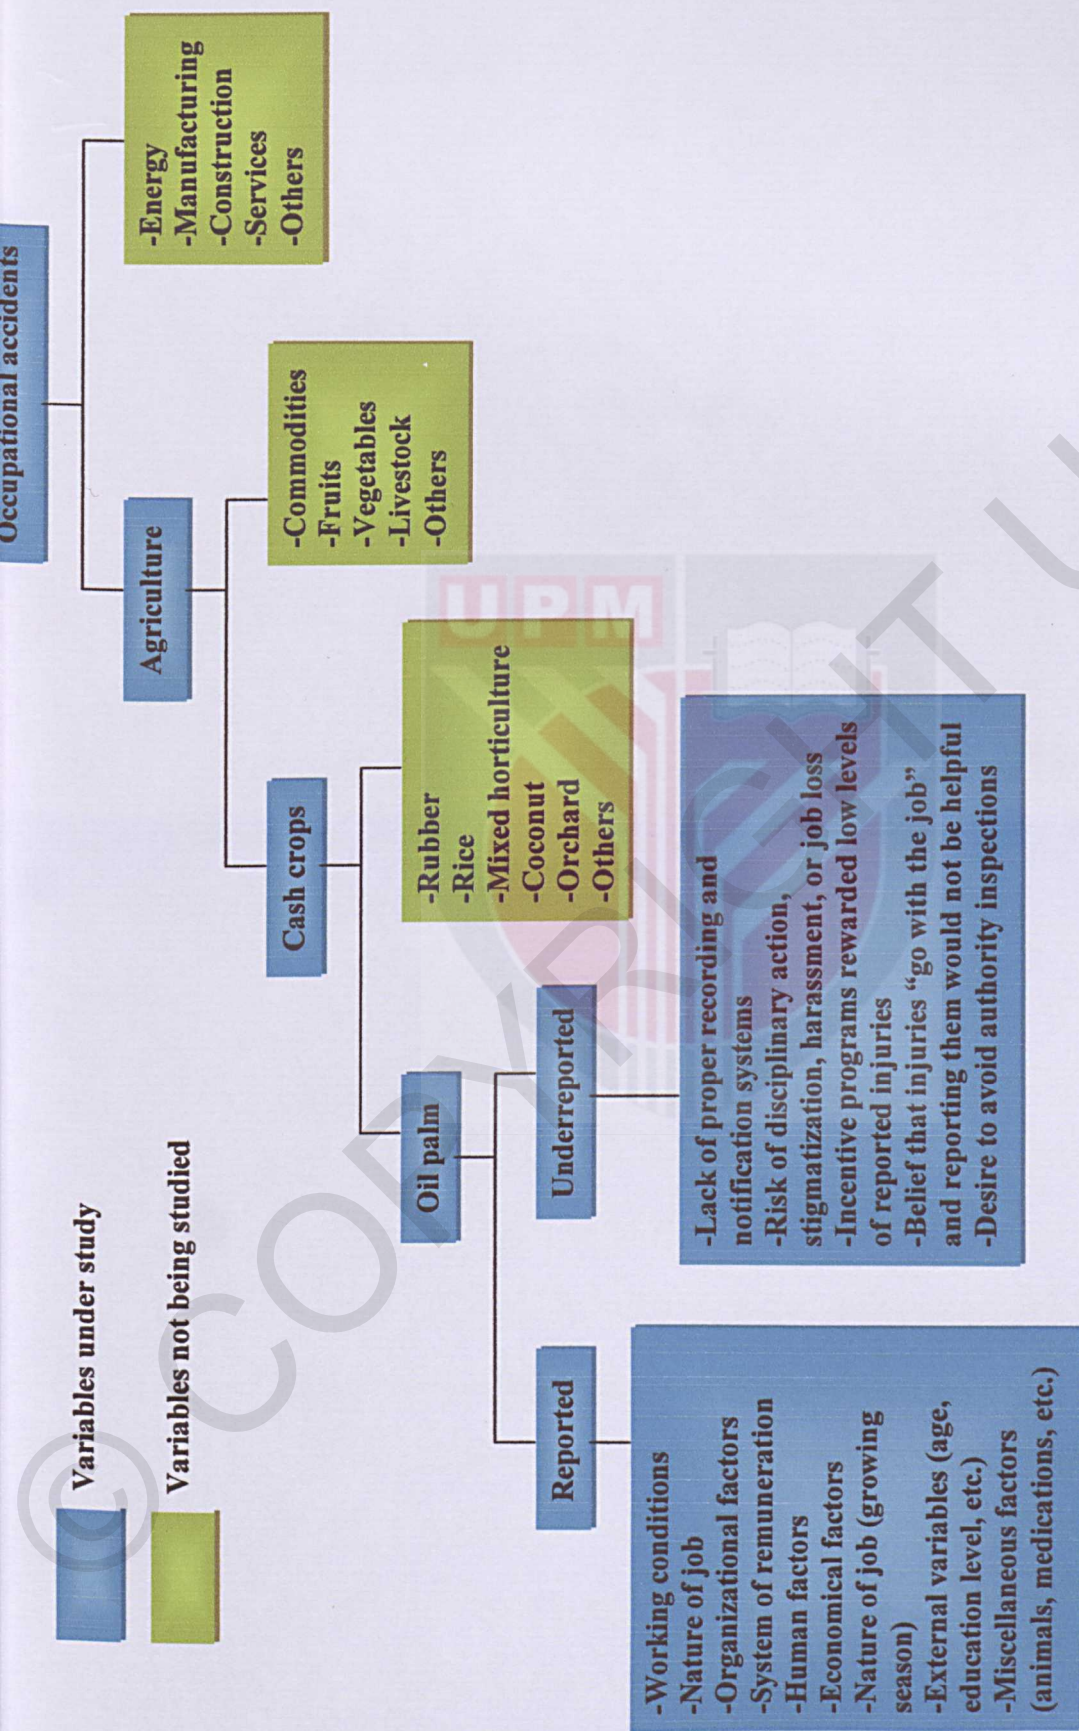 Occupational accidents
Agriculture
-Energy
-Manufacturing
-Construction
-Services
-Others
Cash crops
-Commodities
-Fruits
-Vegetables
-Livestock
-Others
Oil palm
-Rubber
-Rice
-Mixed horticulture
-Coconut
-Orchard
-Others
Reported
Underreported
-Working conditions
-Nature of job
-Organizational factors
-System of remuneration
-Human factors
-Economical factors
-Nature of job (growing
season)
-External variables (age,
education level, etc.)
-Miscellaneous factors
(animals, medications, etc.)
-Lack of proper recording and
notification systems
-Risk of disciplinary action,
stigmatization, harassment, or job loss
-Incentive programs rewarded low levels
of reported injuries
-Belief that injuries “go with the job”
and reporting them would not be helpful
-Desire to avoid authority inspections
Variables under study
Variables not being studied
UPM
© COPYRIGHT U